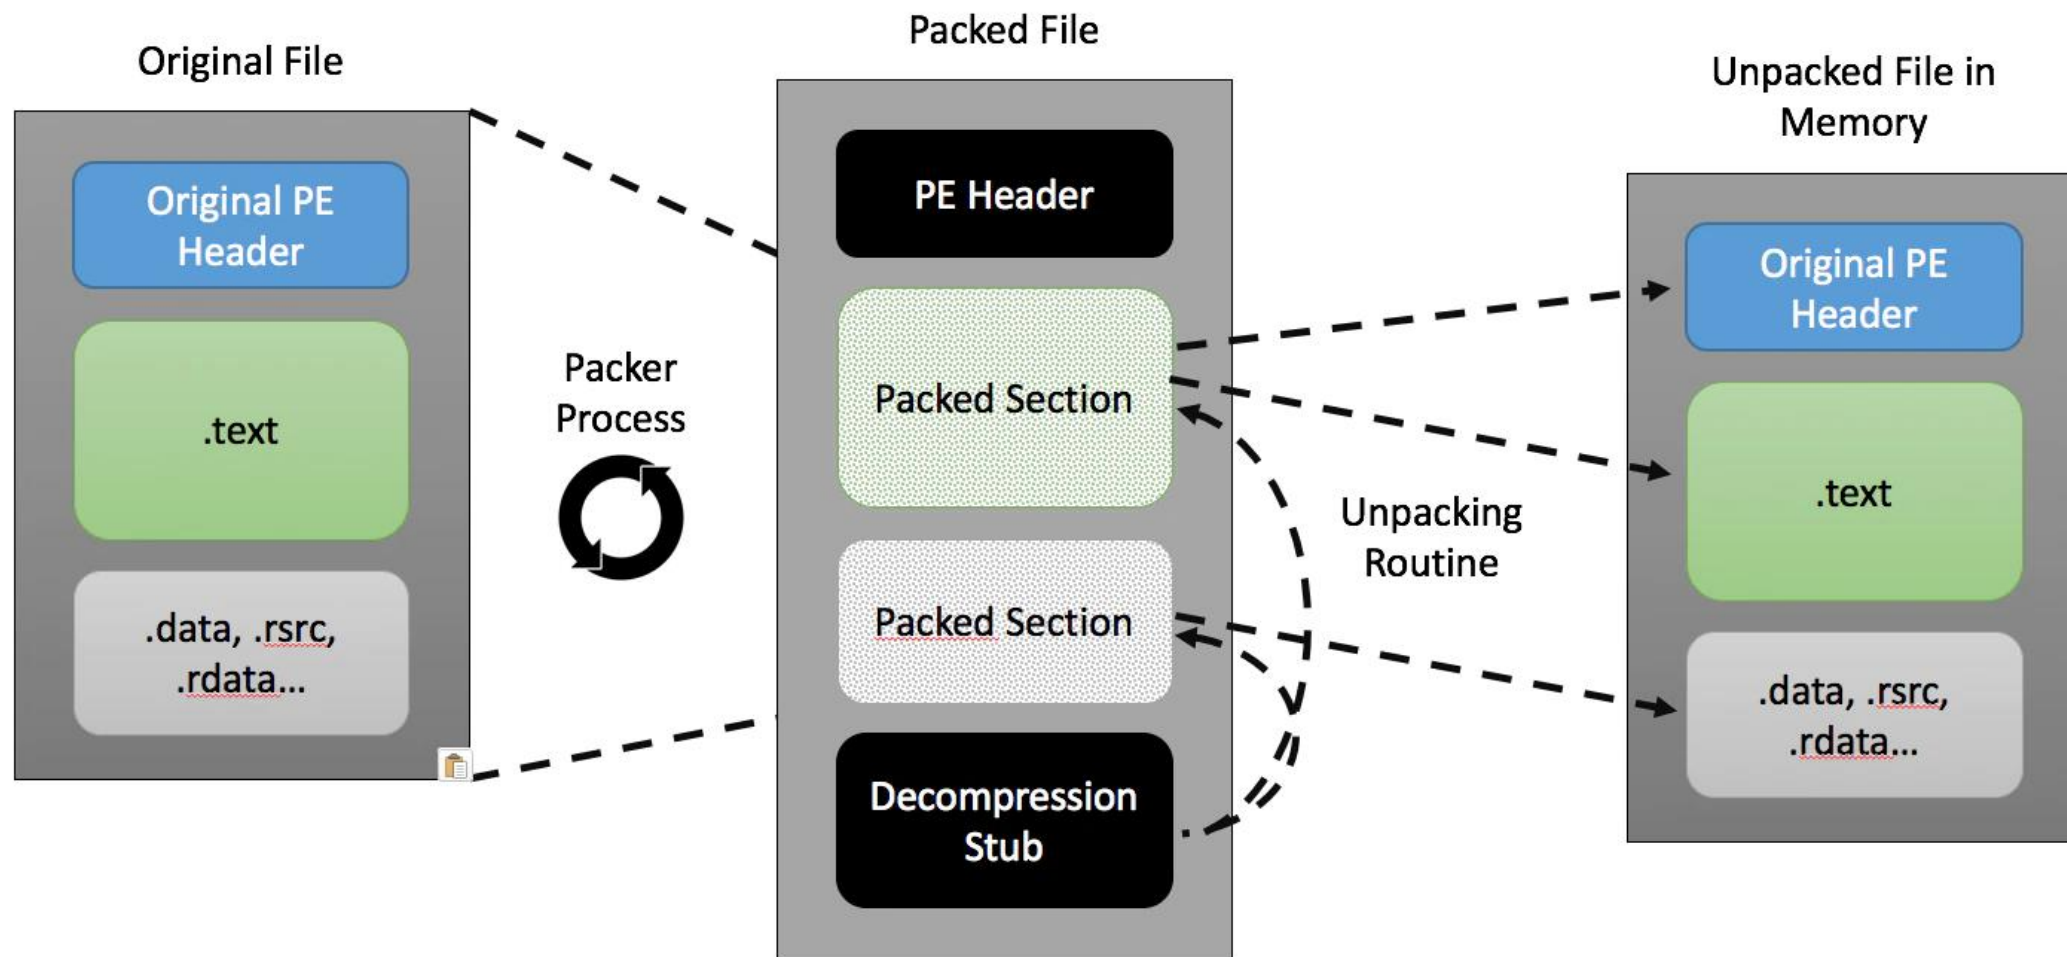 Original File
Original PE
Header
.text
.data, .rsrc,
.rdata...
Packer
Process
Packed File
PE Header
Packed Section
Packed Section
Decompression
Stub
Unpacking
Routine
Unpacked File in
Memory
Original PE
Header
.text
.data, .rsrc,
.rdata...